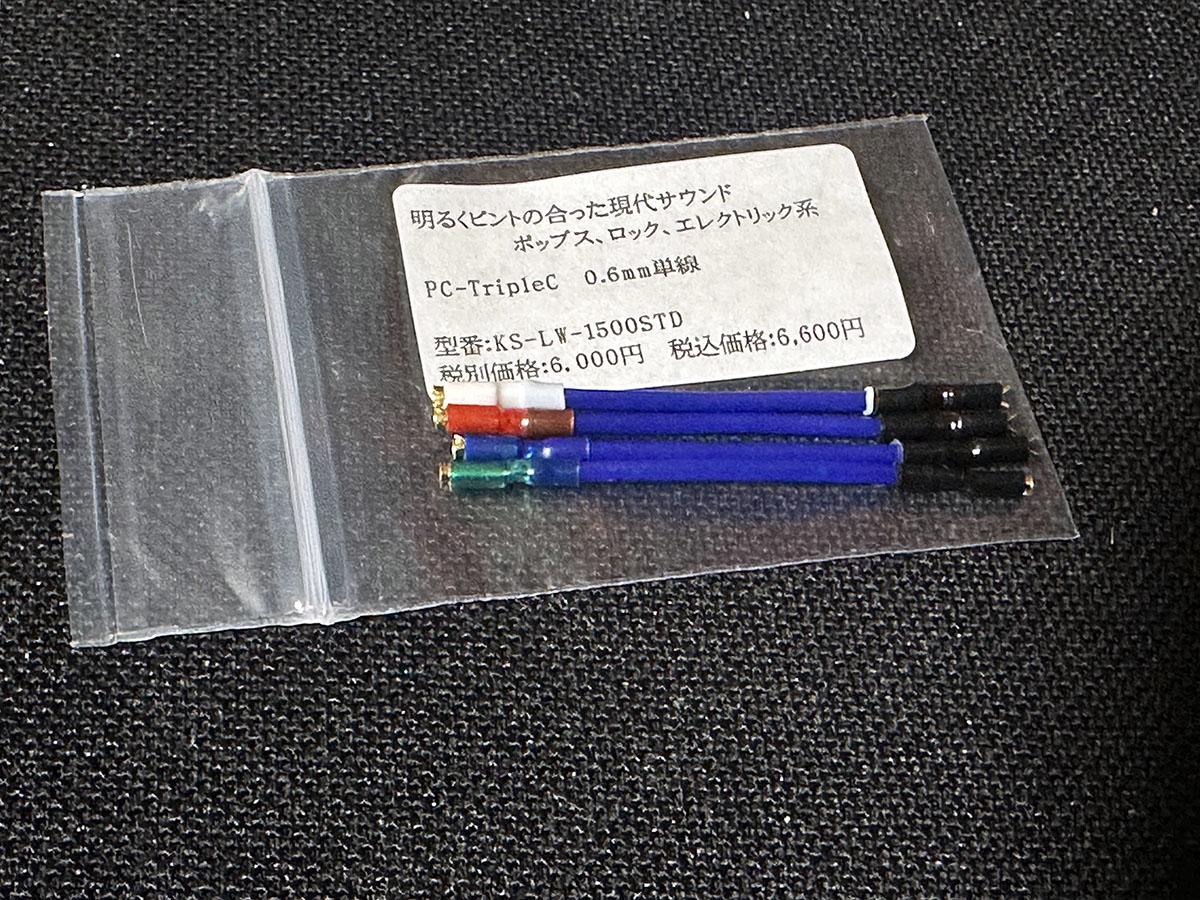 明るくピントの合った現代サウンド
ポップス、ロック、エレクトリック系
PC-TripleC 0.6mm単線
型番:KS-LW-1500STD
税別価格:6,000円 税込価格:6,600円